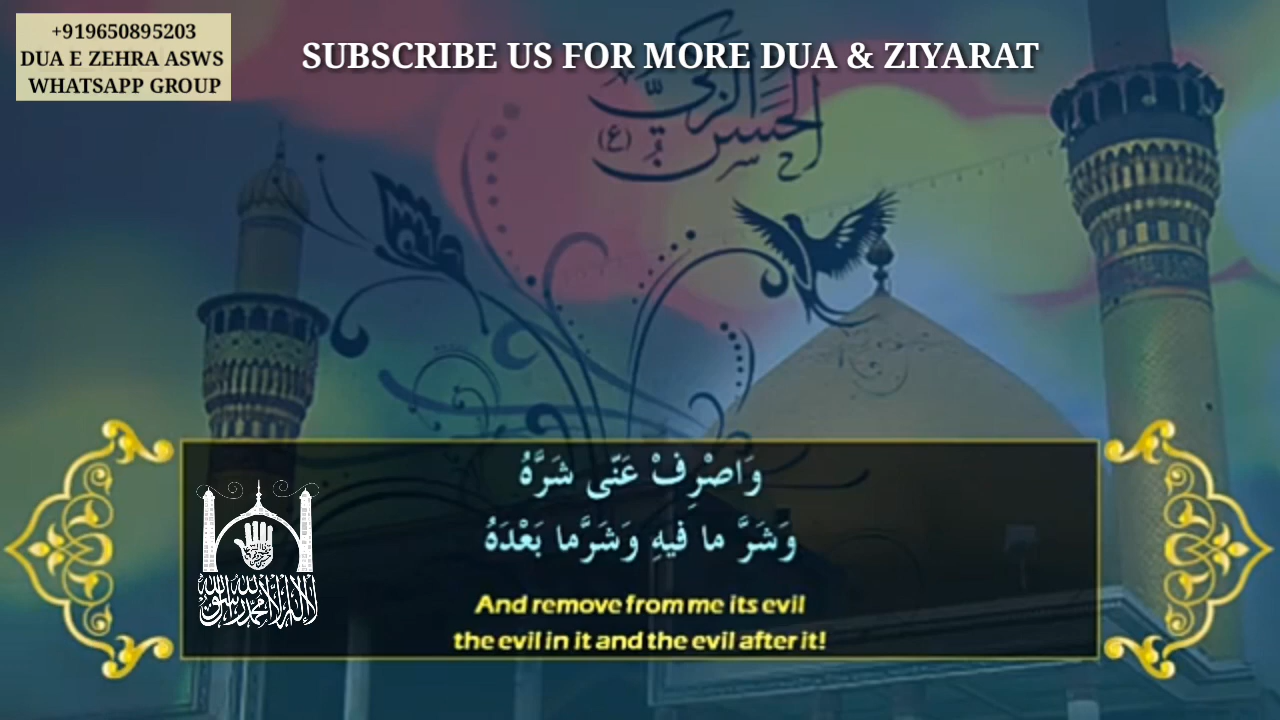 +919650895203
DUA E ZEHRA ASWS
WHATSAPP GROUP
SUBSCRIBE US FOR MORE DUA & ZIYARAT
الحسن الزكي
(ع)
وَاصْرِفْ عَنّى شَرَّهُ
وَشَرَّ ما فيهِ وَشَرَّما بَعْدَهُ
And remove from me its evil
the evil in it and the evil after it!